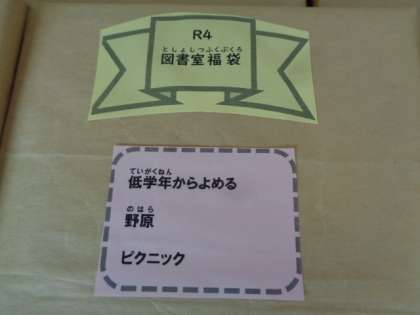 R4
としょしつふくぶくろ
図書室福袋
ていがくねん
低学年からよめる
のはら
野原
ピクニック